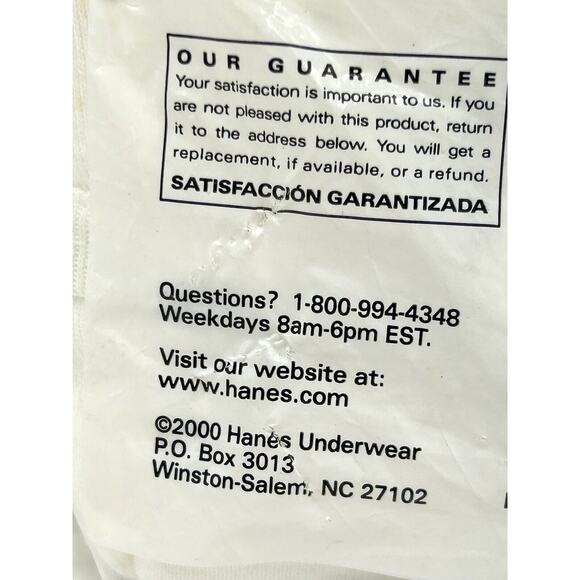 OUR GUARANTEE
Your satisfaction is important to us. If you
are not pleased with this product, return
it to the address below. You will get a
replacement, if available, or a refund.
SATISFACCIÓN GARANTIZADA
Questions? 1-800-994-4348
Weekdays 8am-6pm EST.
Visit our website at:
www.hanes.com
©2000 Hanes Underwear
P.O. Box 3013
Winston-Salem, NC 27102